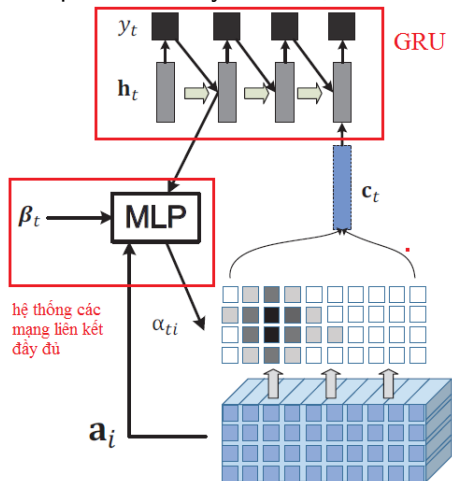 y_t
GRU
h_t
c_t
β_t
MLP
hệ thống các
mạng liên kết
đầy đủ
α_ti
a_i